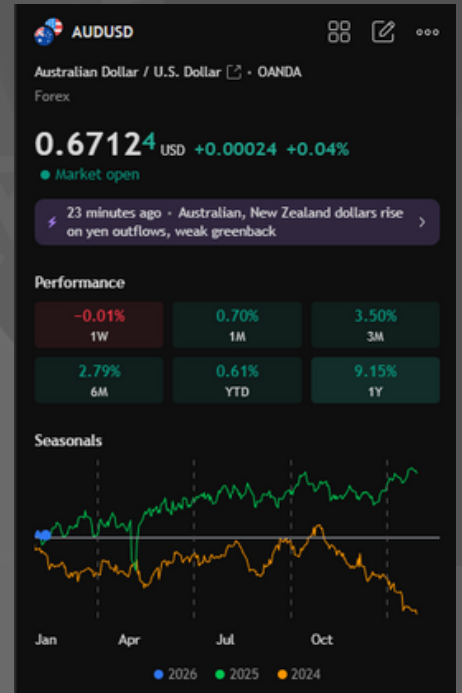 AUDUSD
Australian Dollar / U.S. Dollar • OANDA
Forex
0.67124 USD +0.00024 +0.04%
Market open
23 minutes ago • Australian, New Zealand dollars rise
on yen outflows, weak greenback
Performance
−0.01% 0.70% 3.50%
1W 1M 3M
2.79% 0.61% 9.15%
6M YTD 1Y
Seasonals
Jan Apr Jul Oct
2026 2025 2024